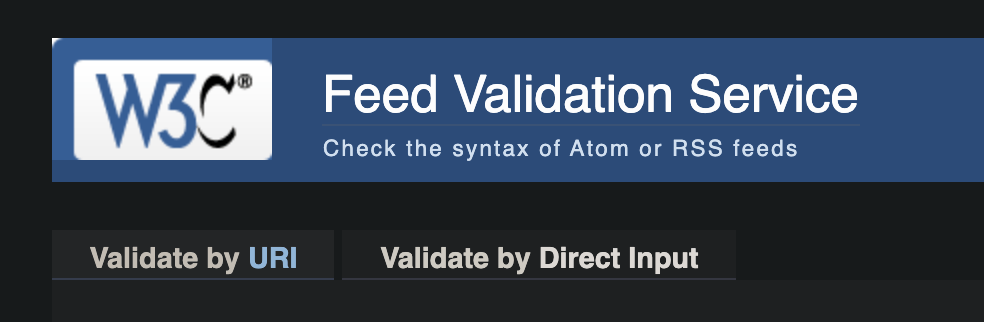 W3C®
Feed Validation Service
Check the syntax of Atom or RSS feeds
Validate by URI
Validate by Direct Input